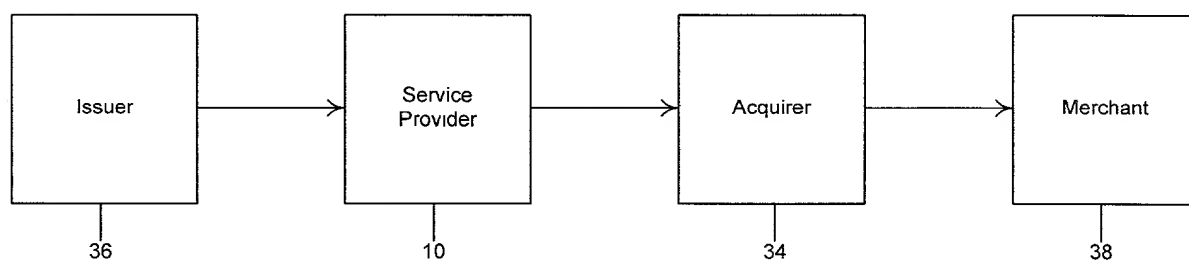 Issuer
Service
Provider
Acquirer
Merchant
36
10
34
38